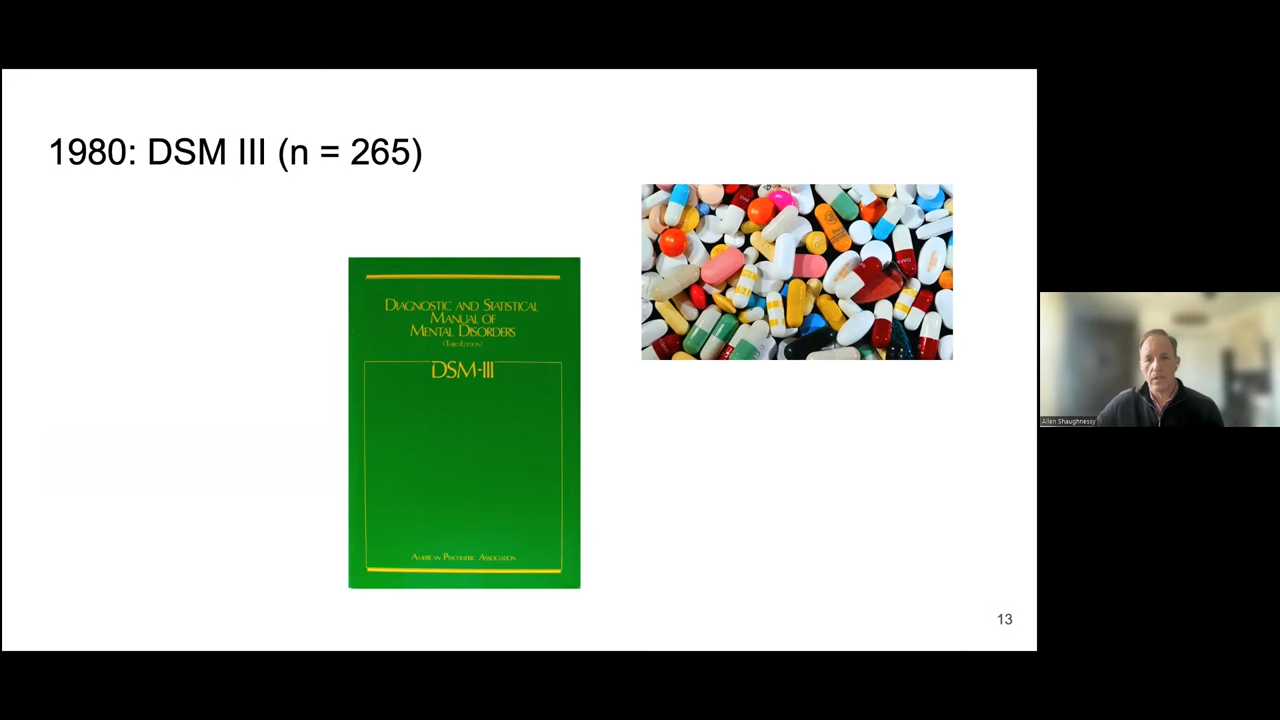 1980: DSM III (n = 265)
DIAGNOSTIC AND STATISTICAL
MANUAL OF
MENTAL DISORDERS
(THIRD EDITION)
DSM-III
AMERICAN PSYCHIATRIC ASSOCIATION
13
Allen Shaughnessy